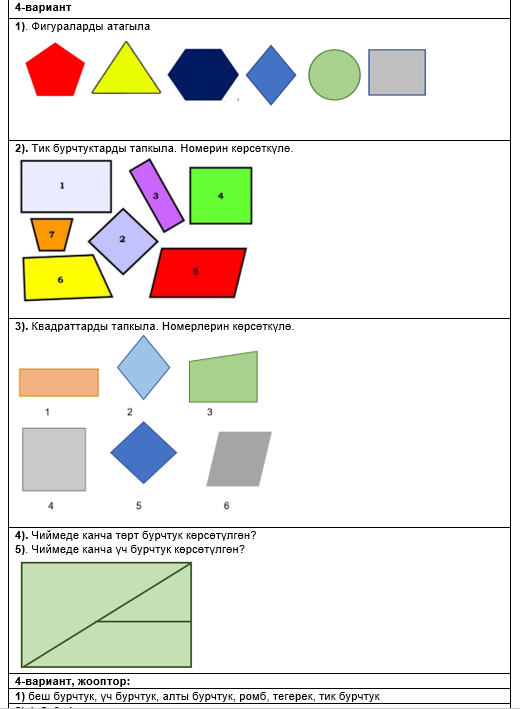 4-вариант
1). Фигураларды атагыла
2). Тик бурчтуктарды тапкыла. Номерин көрсөткүлө.
1
3
4
2
7
6
5
3). Квадраттарды тапкыла. Номерлерин көрсөткүлө.
1
2
3
4
5
6
4). Чиймеде канча төрт бурчтук көрсөтүлгөн?
5). Чиймеде канча үч бурчтук көрсөтүлгөн?
4-вариант, жооптор:
1) беш бурчтук, үч бурчтук, алты бурчтук, ромб, тегерек, тик бурчтук